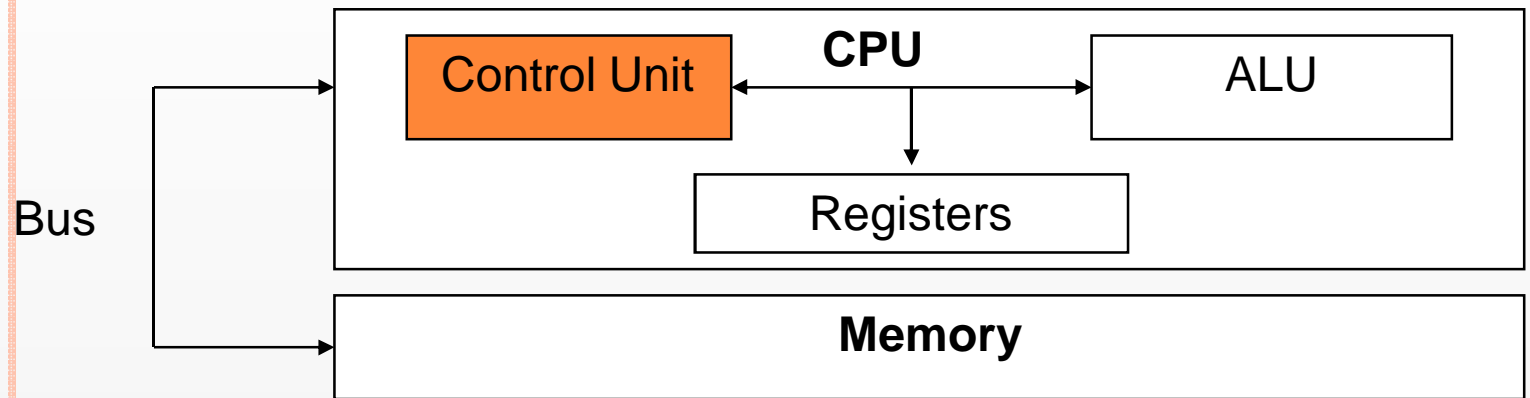 CPU
Control Unit
ALU
Registers
Bus
Memory